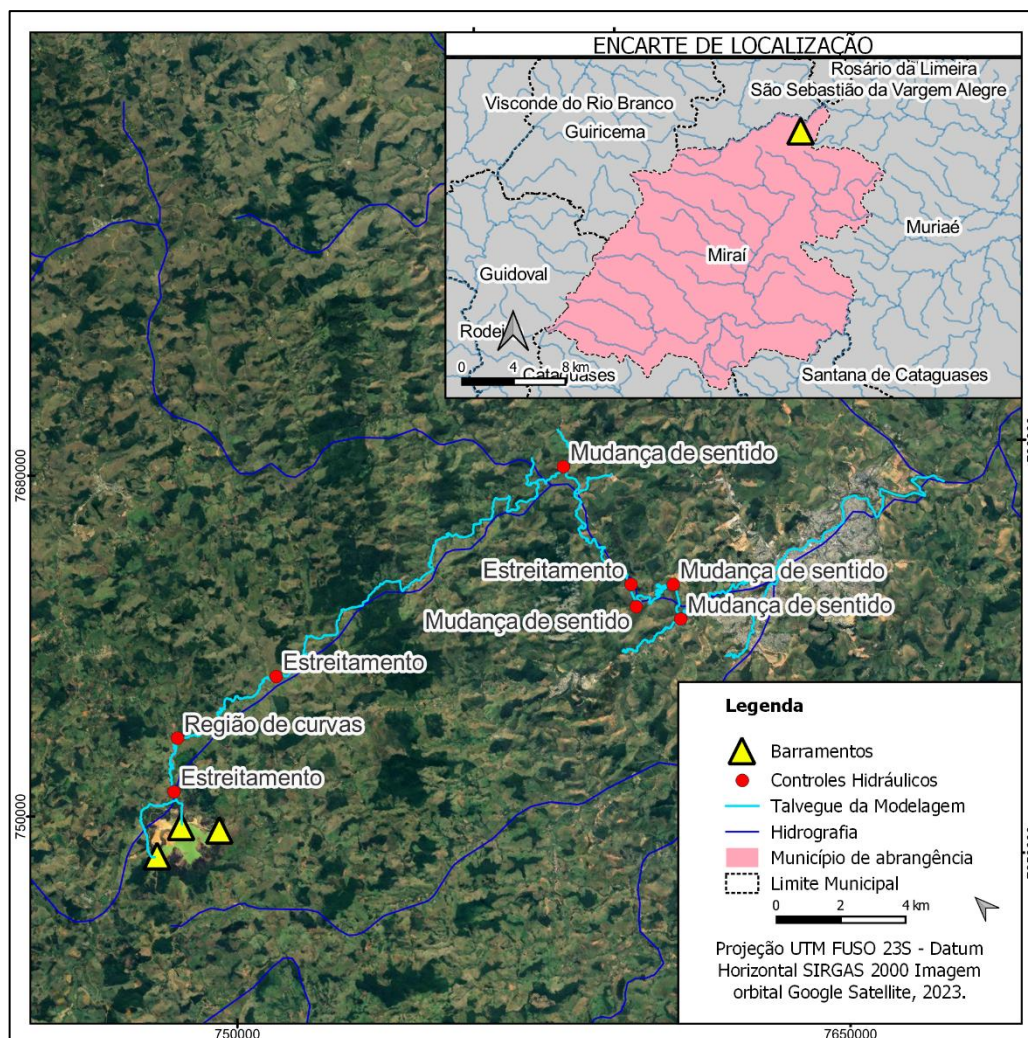 ENCARTE DE LOCALIZAÇÃO
Rosário da Limeira
São Sebastião da Vargem Alegre
Visconde do Rio Branco
Guiricema
Muriaé
Miraí
Guidoval
Rodei
0 4 8 km
Cataguases
Santana de Cataguases
7680000
Mudança de sentido
Estreitamento
Mudança de sentido
Mudança de sentido
Mudança de sentido
Estreitamento
Região de curvas
Estreitamento
750000
Legenda
Barramentos
Controles Hidráulicos
Talvegue da Modelagem
Hidrografia
Município de abrangência
Limite Municipal
0 2 4 km
Projeção UTM FUSO 23S - Datum
Horizontal SIRGAS 2000 Imagem
orbital Google Satellite, 2023.
750000
7650000